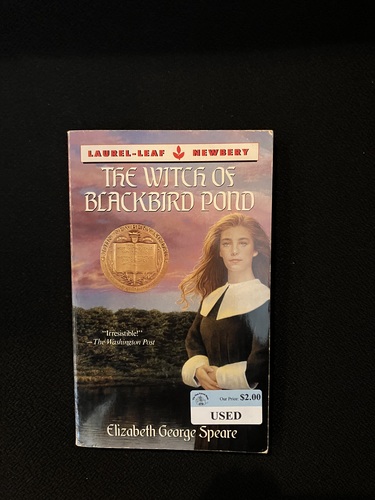 LAUREL-LEAF NEWBERY
THE WITCH OF
BLACKBIRD POND
"Irresistible!"
—The Washington Post
Our Price $2.00
USED
Elizabeth George Speare